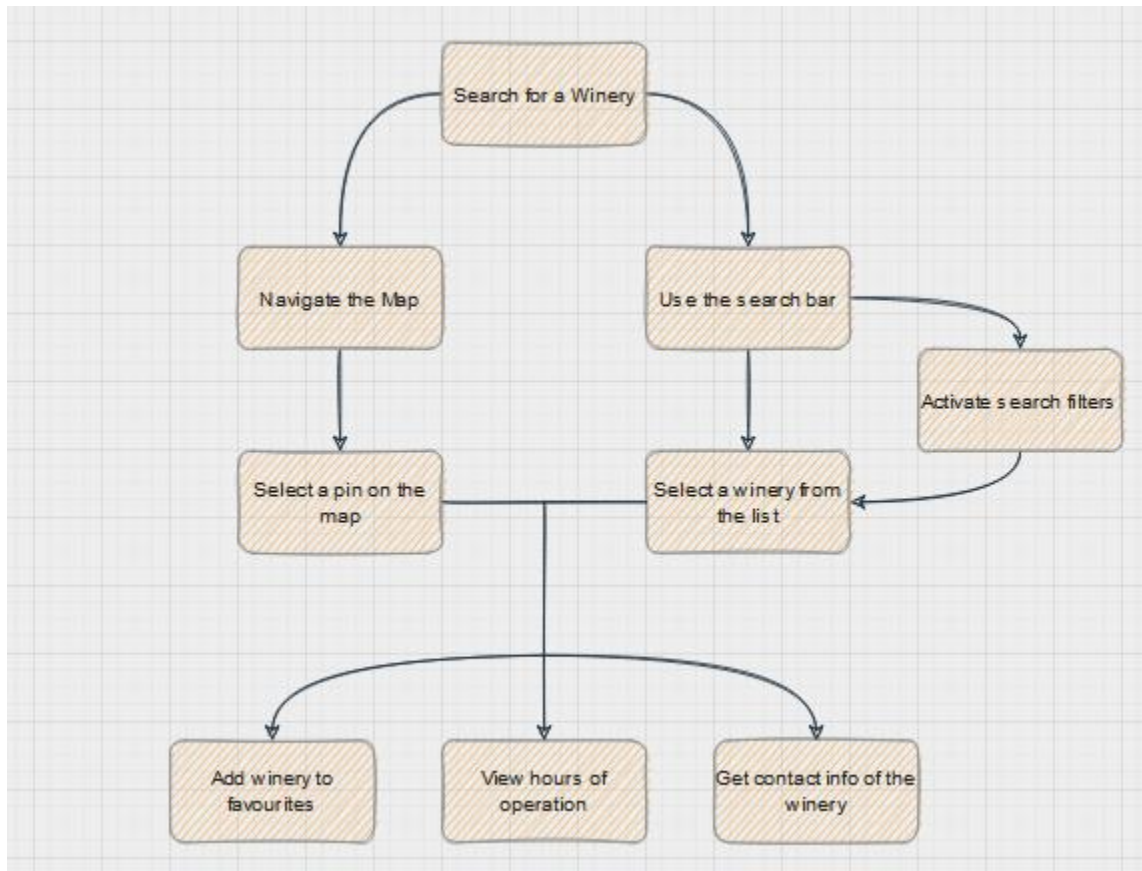 Search for a Winery
Navigate the Map
Use the search bar
Activate search filters
Select a pin on the
map
Select a winery from
the list
Add winery to
favourites
View hours of
operation
Get contact info of the
winery